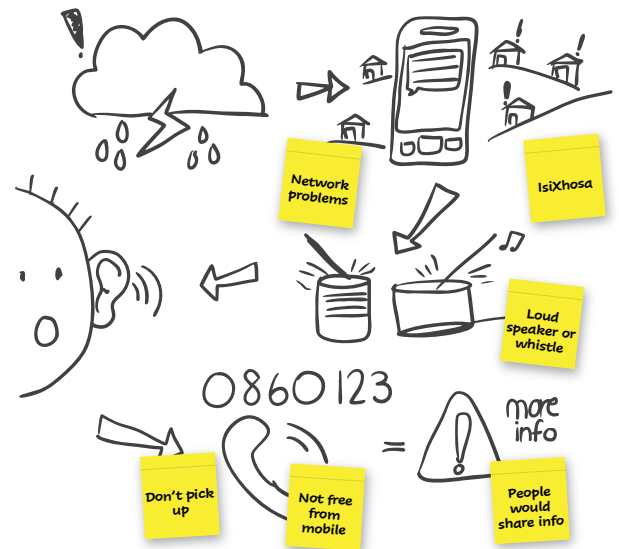 Network
problems
IsiXhosa
Loud
speaker or
whistle
0860123
more
info
Don't pick
up
Not free
from
mobile
People
would
share info